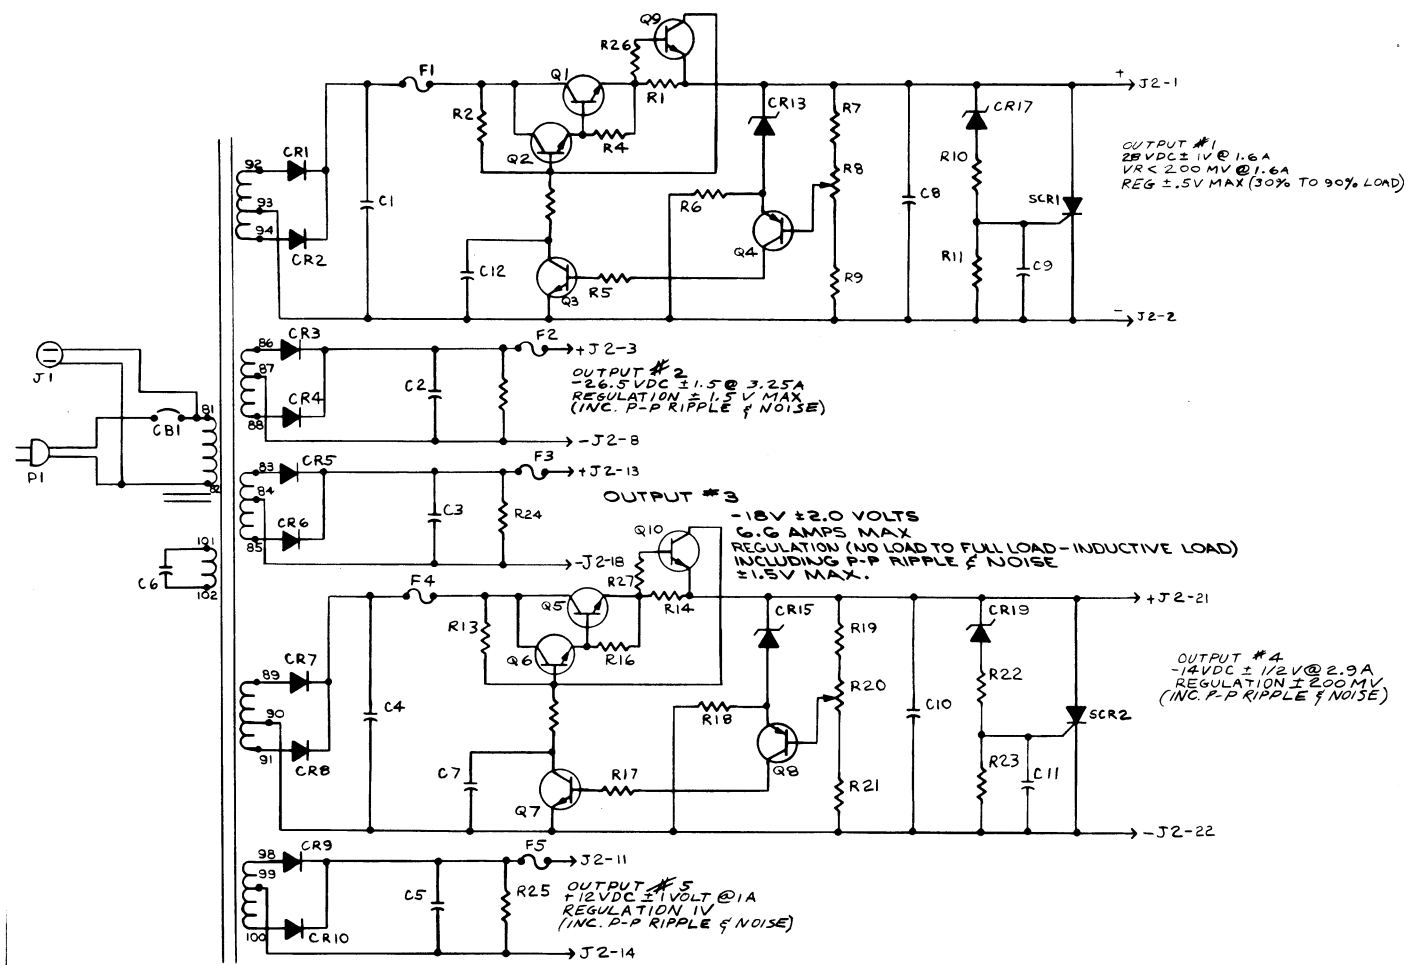 Q9
R26
F1
Q1
+
J2-1
R1
CR13
CR17
R2
R7
R4
OUTPUT #1
28 VDC ± 1V @ 1.6A
VR < 200 MV @ 1.6A
REG ± .5V MAX (30% TO 90% LOAD)
92
CR1
Q2
R10
R8
C1
R6
C8
SCR1
93
94
CR2
Q4
R11
C9
C12
R5
R9
Q3
-
J2-2
86
CR3
F2
+J2-3
J1
87
C2
OUTPUT #2
-26.5VDC ± 1.5 @ 3.25A
REGULATION ± 1.5 V MAX
(INC. P-P RIPPLE & NOISE)
CR4
88
81
CB1
-J2-8
P1
83
CR5
F3
+J2-13
82
84
C3
R24
OUTPUT #3
-18V ±2.0 VOLTS
6.6 AMPS MAX
REGULATION (NO LOAD TO FULL LOAD-INDUCTIVE LOAD)
INCLUDING P-P RIPPLE & NOISE
±1.5V MAX.
CR6
85
Q10
101
C6
102
-J2-18
R27
F4
Q5
R14
CR15
CR19
+J2-21
R13
R19
Q6
R16
OUTPUT #4
-14VDC ± 1/2 V @ 2.9A
REGULATION ± 200 MV
(INC. P-P RIPPLE & NOISE)
89
CR7
R22
R20
90
C4
R18
C10
SCR2
91
CR8
C7
R17
Q8
R23
C11
Q7
R21
-J2-22
98
CR9
F5
J2-11
99
C5
R25
OUTPUT #5
+12VDC ± 1VOLT @ 1A
REGULATION 1V
(INC. P-P RIPPLE & NOISE)
100
CR10
J2-14